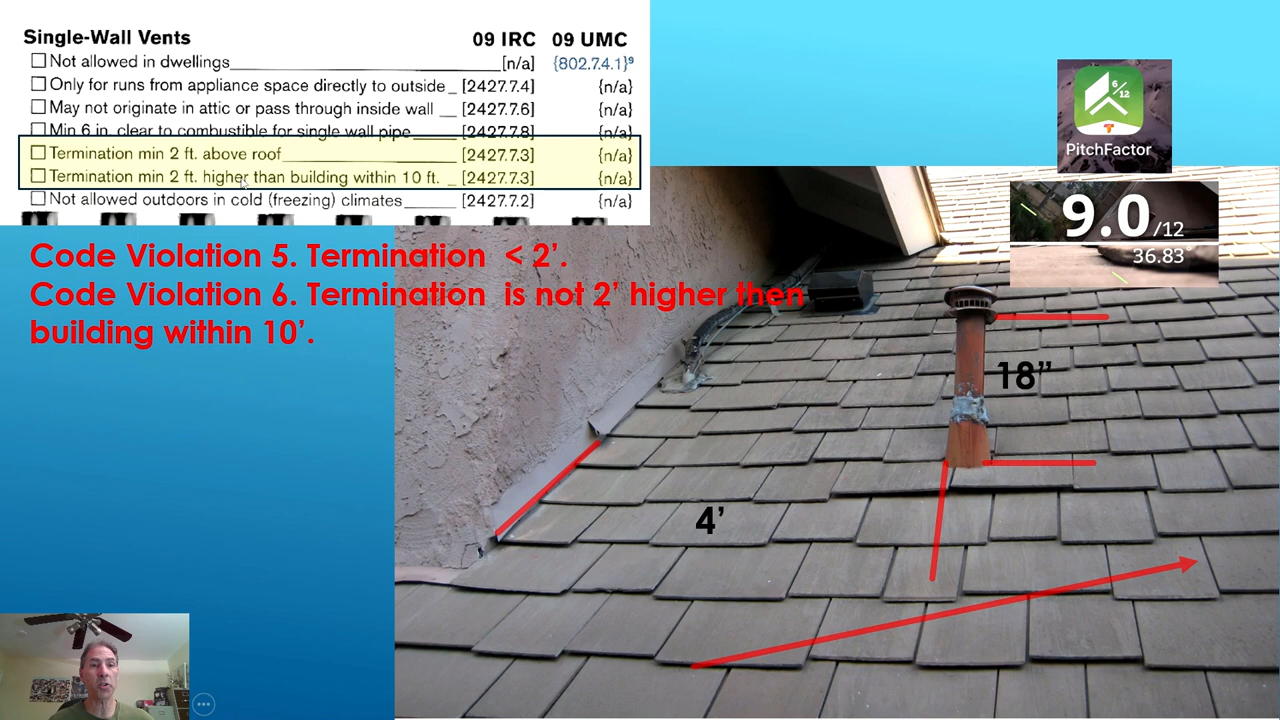 Single-Wall Vents 09 IRC 09 UMC
☐ Not allowed in dwellings [n/a] {802.7.4.1}⁹
☐ Only for runs from appliance space directly to outside [2427.7.4] {n/a}
☐ May not originate in attic or pass through inside wall [2427.7.6] {n/a}
☐ Min 6 in. clear to combustible for single wall pipe [2427.7.8] {n/a}
☐ Termination min 2 ft. above roof [2427.7.3] {n/a}
☐ Termination min 2 ft. higher than building within 10 ft. [2427.7.3] {n/a}
☐ Not allowed outdoors in cold (freezing) climates [2427.7.2] {n/a}
Code Violation 5. Termination < 2’.
Code Violation 6. Termination is not 2’ higher then
building within 10’.
6/12
PitchFactor
9.0/12
36.83°
18”
4’